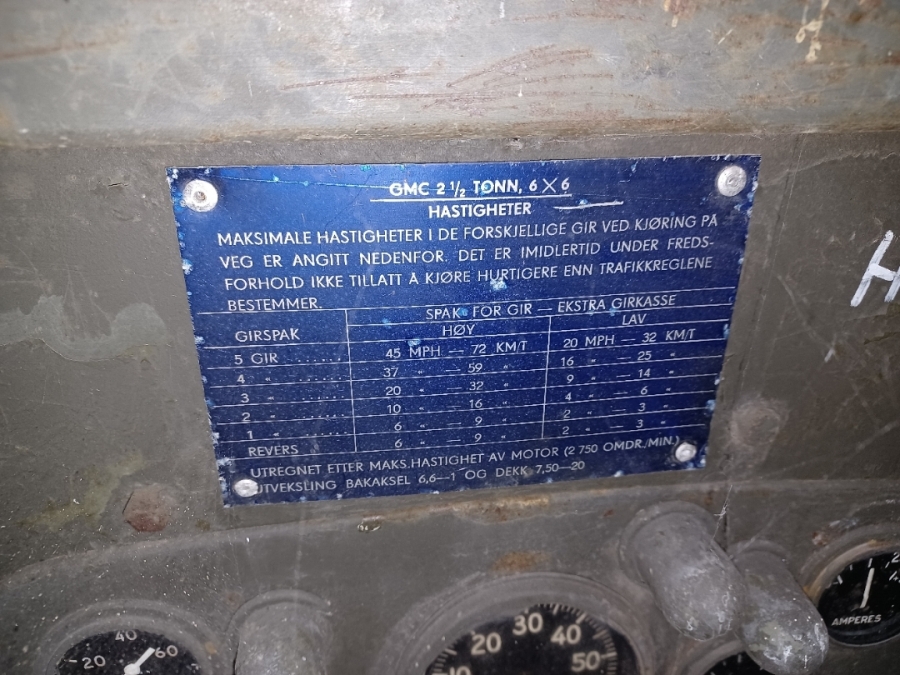 GMC 2 1/2 TONN, 6×6
HASTIGHETER
MAKSIMALE HASTIGHETER I DE FORSKJELLIGE GIR VED KJØRING PÅ
VEG ER ANGITT NEDENFOR. DET ER IMIDLERTID UNDER FREDS-
FORHOLD IKKE TILLATT Å KJØRE HURTIGERE ENN TRAFIKKREGLENE
BESTEMMER.
SPAK FOR GIR — EKSTRA GIRKASSE
GIRSPAK HØY LAV
5 GIR ...... 45 MPH — 72 KM/T 20 MPH — 32 KM/T
4 „ ...... 37 „ — 59 „ 16 „ — 25 „
3 „ ...... 20 „ — 32 „ 9 „ — 14 „
2 „ ...... 10 „ — 16 „ 4 „ — 6 „
1 „ ...... 6 „ — 9 „ 2 „ — 3 „
REVERS 6 „ — 9 „ 2 „ — 3 „
UTREGNET ETTER MAKS. HASTIGHET AV MOTOR (2 750 OMDR./MIN.)
UTVEKSLING BAKAKSEL 6,6—1 OG DEKK 7,50—20
H
20 40 60
10 20 30 40 50
AMPERES